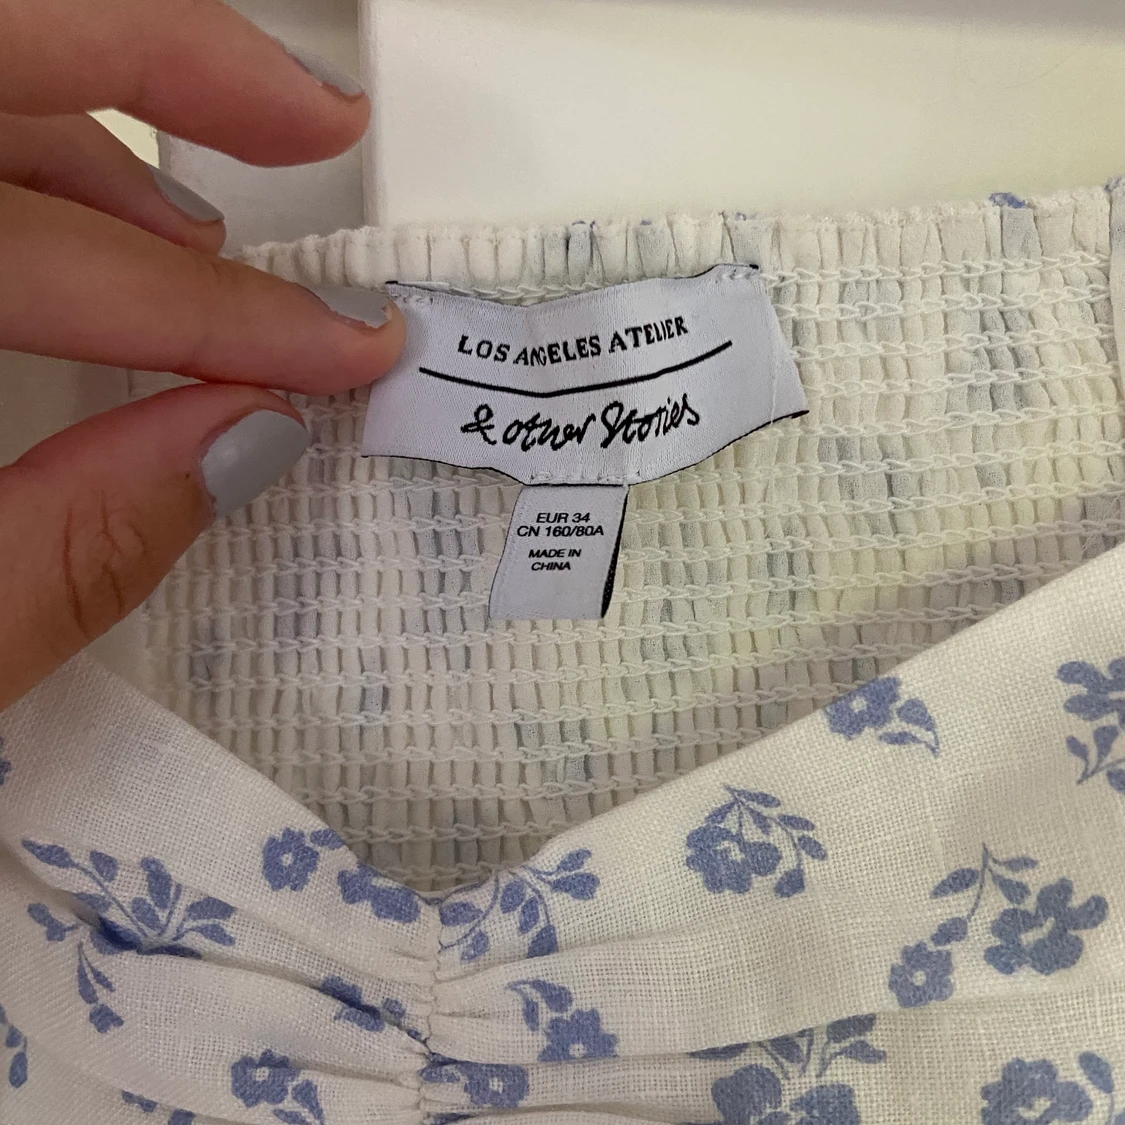 LOS ANGELES ATELIER
& other Stories
EUR 34
CN 160/80A
MADE IN
CHINA